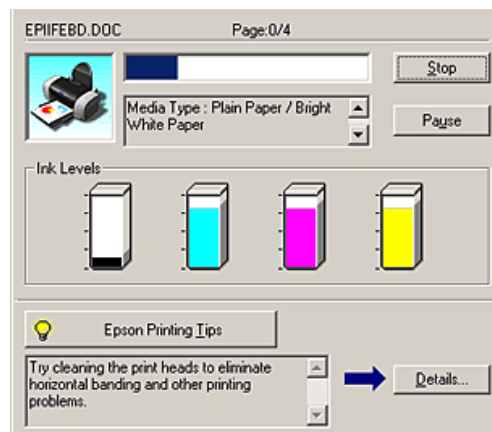 EPIIFEBD.DOC Page:0/4
Stop
Media Type : Plain Paper / Bright
White Paper
Pause
Ink Levels
Epson Printing Tips
Try cleaning the print heads to eliminate
horizontal banding and other printing
problems.
Details...